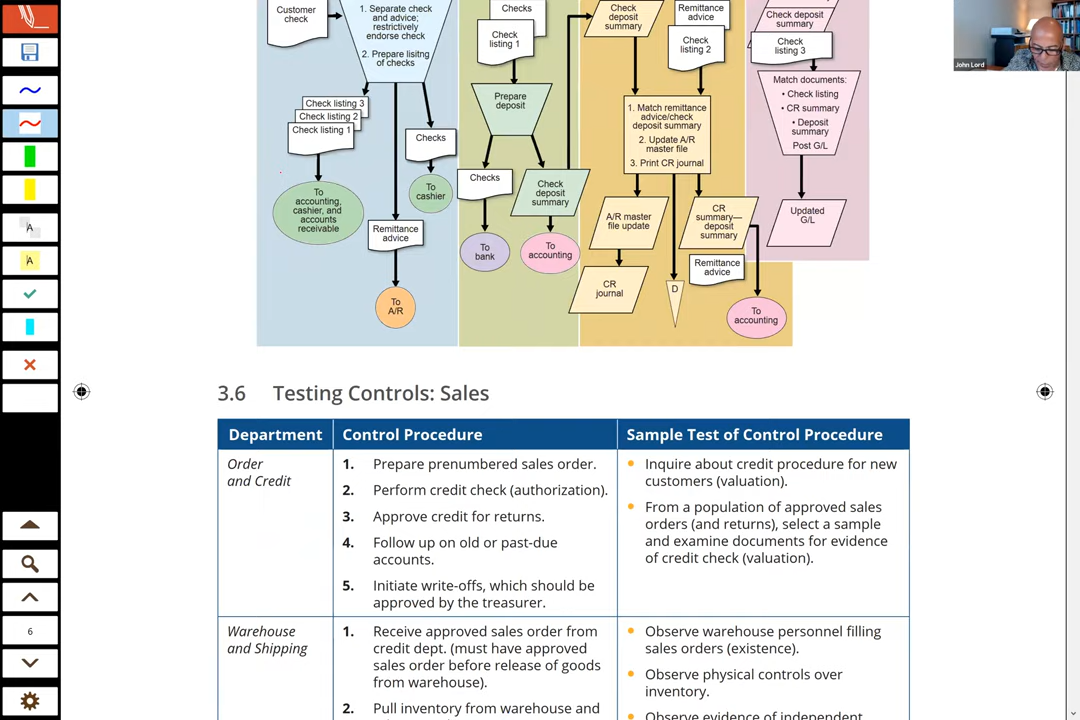 Customer
check
1. Separate check
and advice;
restrictively
endorse check
2. Prepare lisitng
of checks
Check listing 3
Check listing 2
Check listing 1
Checks
To
accounting,
cashier, and
accounts
receivable
To
cashier
Remittance
advice
To
A/R
Checks
Check
listing 1
Prepare
deposit
Checks
Check
deposit
summary
To
bank
To
accounting
Check
deposit
summary
Remittance
advice
Check
listing 2
1. Match remittance
advice/check
deposit summary
2. Update A/R
master file
3. Print CR journal
A/R master
file update
CR
summary—
deposit
summary
CR
journal
D
Remittance
advice
To
accounting
Check deposit
summary
Check
listing 3
Match documents:
• Check listing
• CR summary
• Deposit
summary
Post G/L
Updated
G/L
John Lord
A
A
6
3.6 Testing Controls: Sales
Department Control Procedure Sample Test of Control Procedure
Order
and Credit
1. Prepare prenumbered sales order.
2. Perform credit check (authorization).
3. Approve credit for returns.
4. Follow up on old or past-due
accounts.
5. Initiate write-offs, which should be
approved by the treasurer.
• Inquire about credit procedure for new
customers (valuation).
• From a population of approved sales
orders (and returns), select a sample
and examine documents for evidence
of credit check (valuation).
Warehouse
and Shipping
1. Receive approved sales order from
credit dept. (must have approved
sales order before release of goods
from warehouse).
2. Pull inventory from warehouse and
• Observe warehouse personnel filling
sales orders (existence).
• Observe physical controls over
inventory.
• Observe evidence of independent